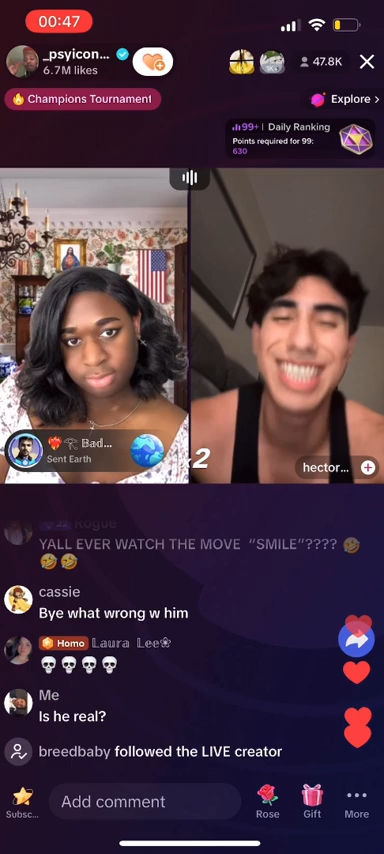 00:47
_psyicon...
6.7M likes
47.8K
Champions Tournament
Explore >
99+ | Daily Ranking
Points required for 99:
630
Bad...
Sent Earth
x2
hector...
Rogue
YALL EVER WATCH THE MOVE “SMILE”????
cassie
Bye what wrong w him
Homo 𝕃𝕒𝕦𝕣𝕒 𝕃𝕖𝕖
Me
Is he real?
breedbaby followed the LIVE creator
Subsc...
Add comment
Rose
Gift
More